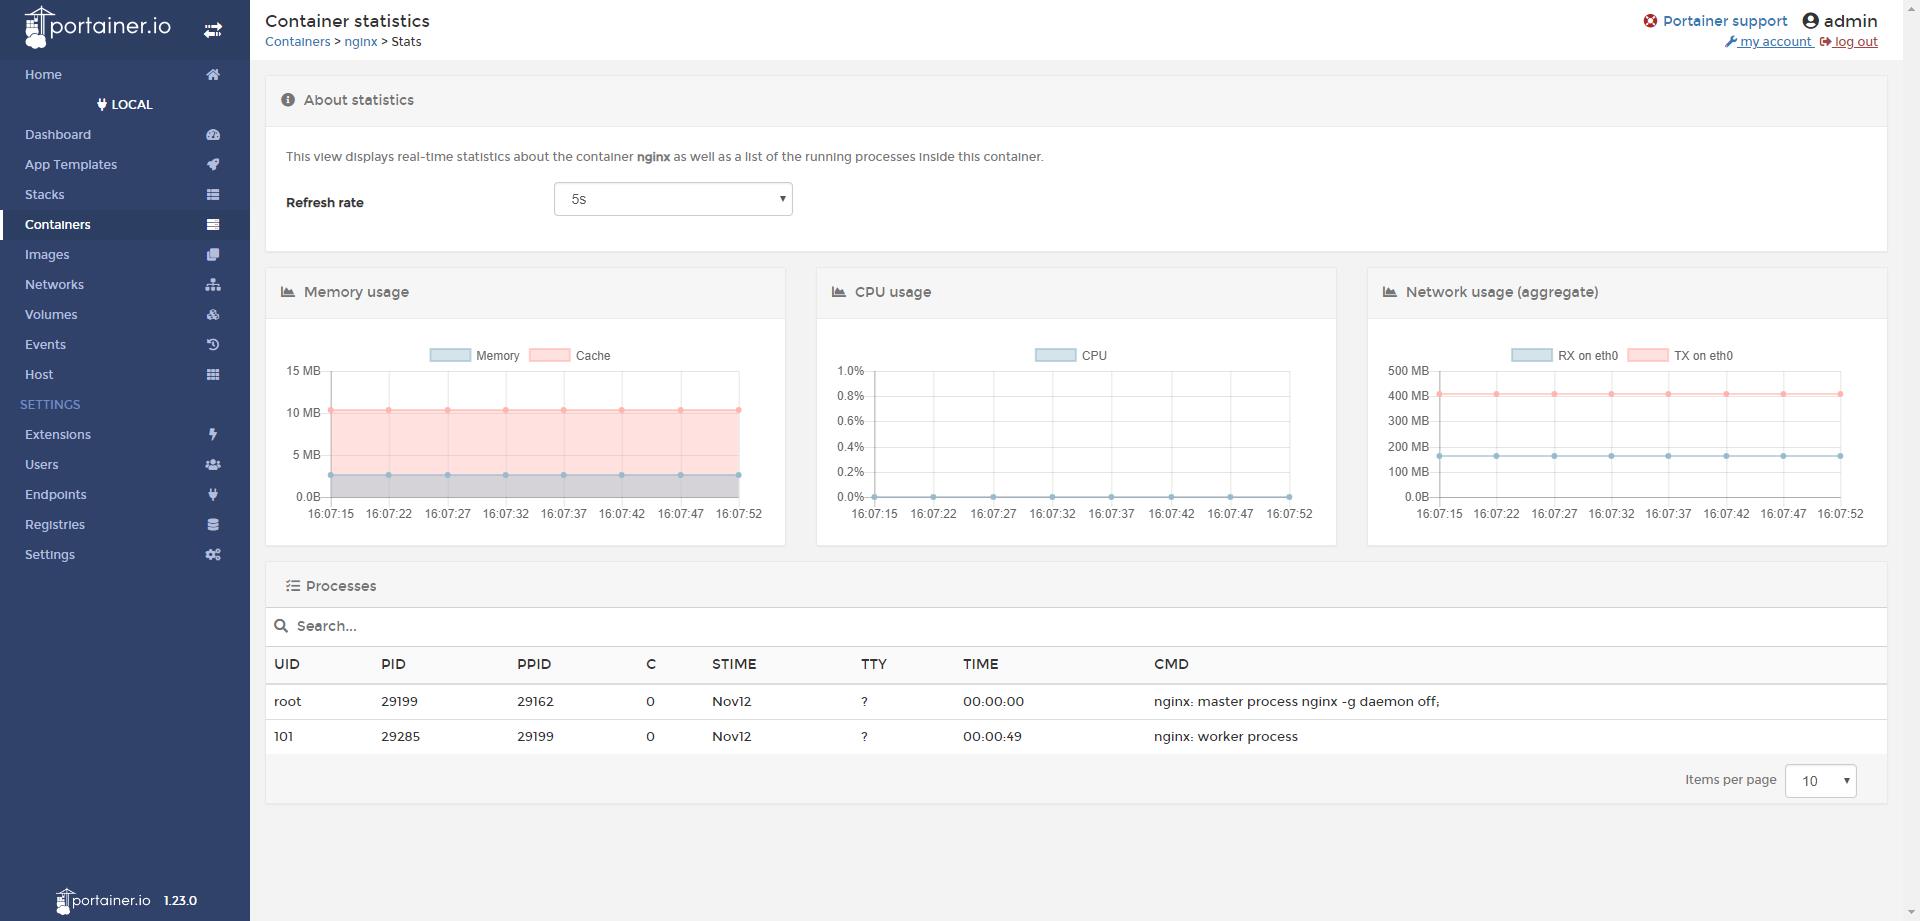 portainer.io
Home
LOCAL
Dashboard
App Templates
Stacks
Containers
Images
Networks
Volumes
Events
Host
SETTINGS
Extensions
Users
Endpoints
Registries
Settings
portainer.io 1.23.0
Container statistics
Containers > nginx > Stats
Portainer support admin
my account log out
About statistics
This view displays real-time statistics about the container nginx as well as a list of the running processes inside this container.
Refresh rate 5s
Memory usage
Memory Cache
15 MB
10 MB
5 MB
0.0B
16:07:15 16:07:22 16:07:27 16:07:32 16:07:37 16:07:42 16:07:47 16:07:52
CPU usage
CPU
1.0%
0.8%
0.6%
0.4%
0.2%
0.0%
16:07:15 16:07:22 16:07:27 16:07:32 16:07:37 16:07:42 16:07:47 16:07:52
Network usage (aggregate)
RX on eth0 TX on eth0
500 MB
400 MB
300 MB
200 MB
100 MB
0.0B
16:07:15 16:07:22 16:07:27 16:07:32 16:07:37 16:07:42 16:07:47 16:07:52
Processes
Search...
UID PID PPID C STIME TTY TIME CMD
root 29199 29162 0 Nov12 ? 00:00:00 nginx: master process nginx -g daemon off;
101 29285 29199 0 Nov12 ? 00:00:49 nginx: worker process
Items per page 10